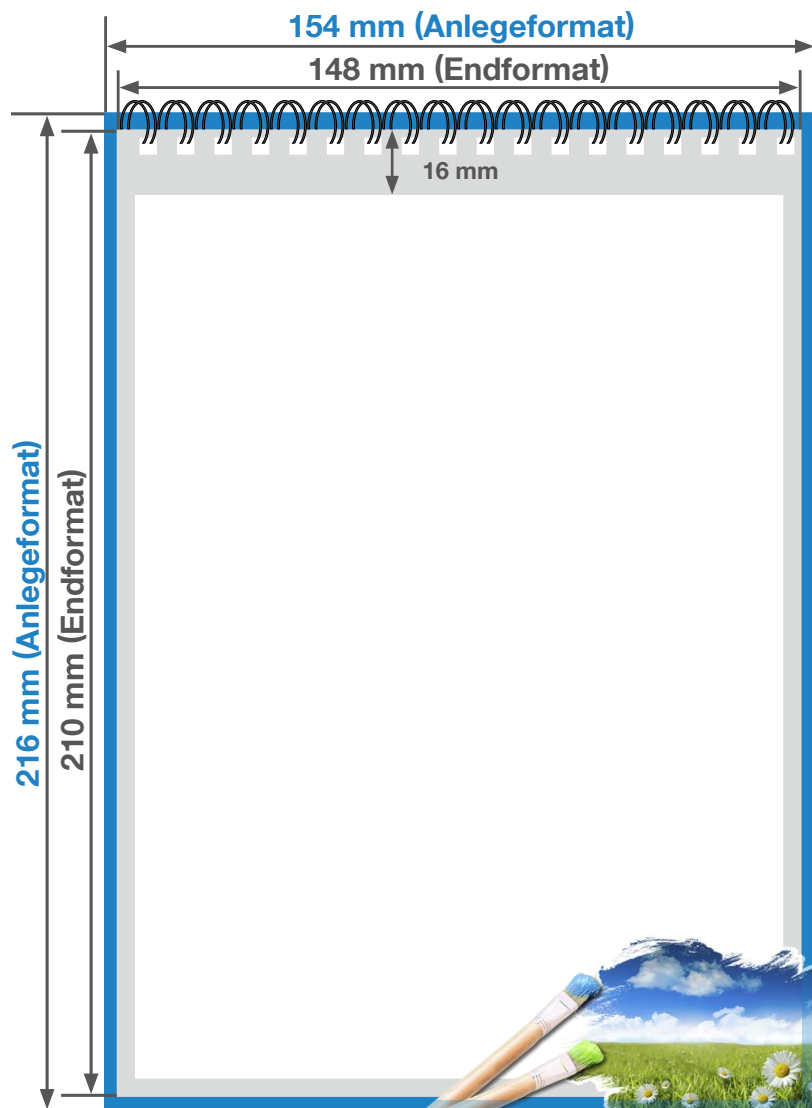 154 mm (Anlegeformat)
148 mm (Endformat)
16 mm
216 mm (Anlegeformat)
210 mm (Endformat)